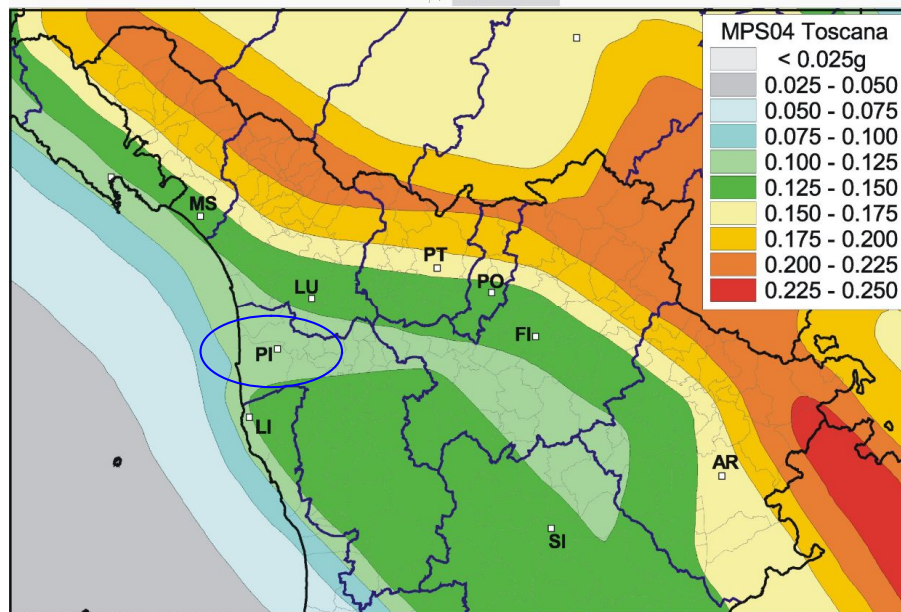 MPS04 Toscana
< 0.025g
0.025 - 0.050
0.050 - 0.075
0.075 - 0.100
0.100 - 0.125
0.125 - 0.150
0.150 - 0.175
0.175 - 0.200
0.200 - 0.225
0.225 - 0.250
MS
PT
PO
LU
FI
PI
LI
AR
SI